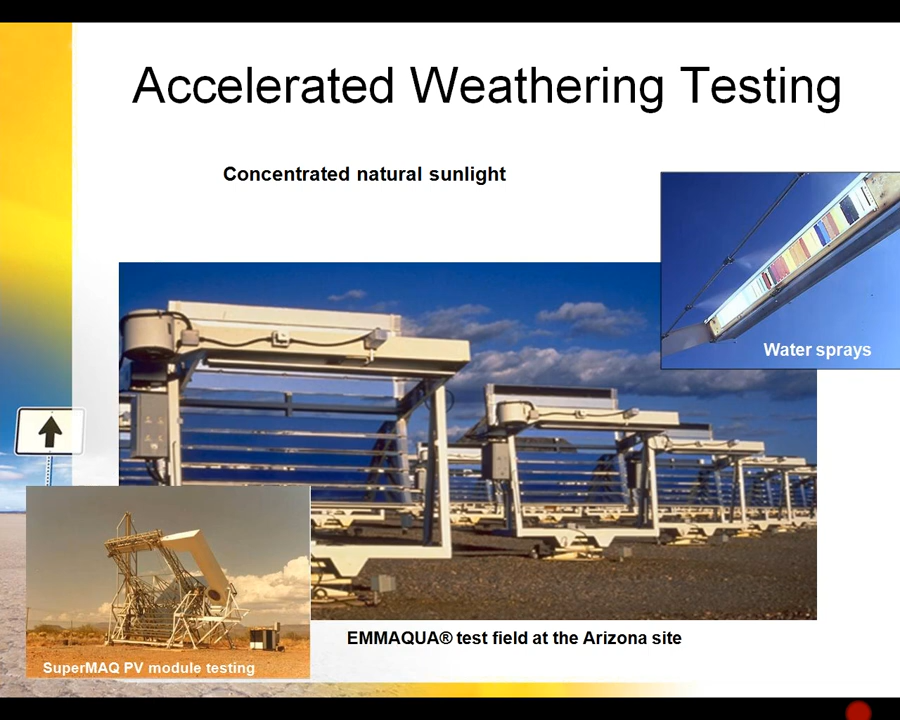 Accelerated Weathering Testing
Concentrated natural sunlight
Water sprays
EMMAQUA® test field at the Arizona site
SuperMAQ PV module testing